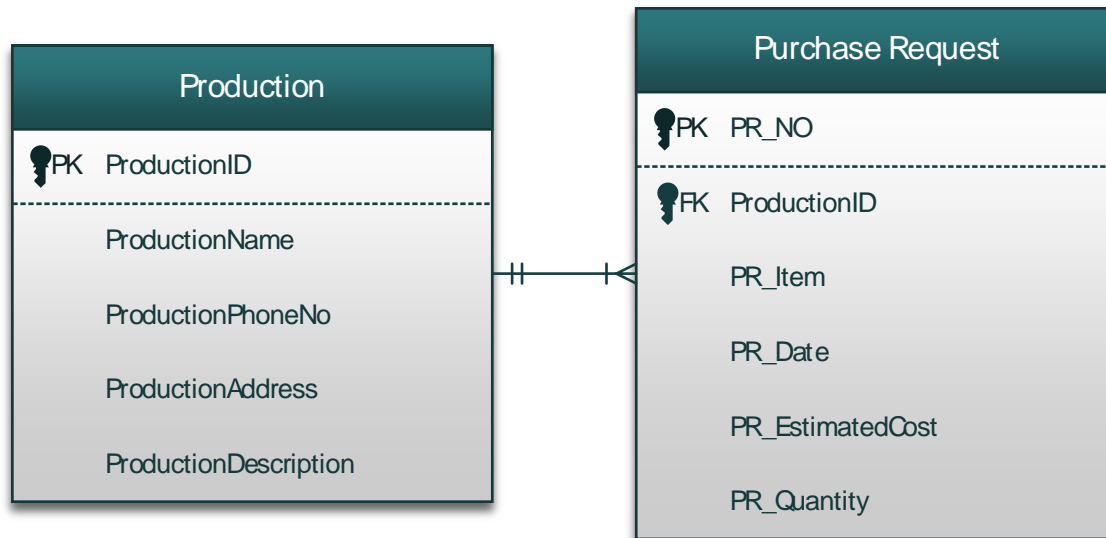 Production
PK ProductionID
ProductionName
ProductionPhoneNo
ProductionAddress
ProductionDescription
Purchase Request
PK PR_NO
FK ProductionID
PR_Item
PR_Date
PR_EstimatedCost
PR_Quantity